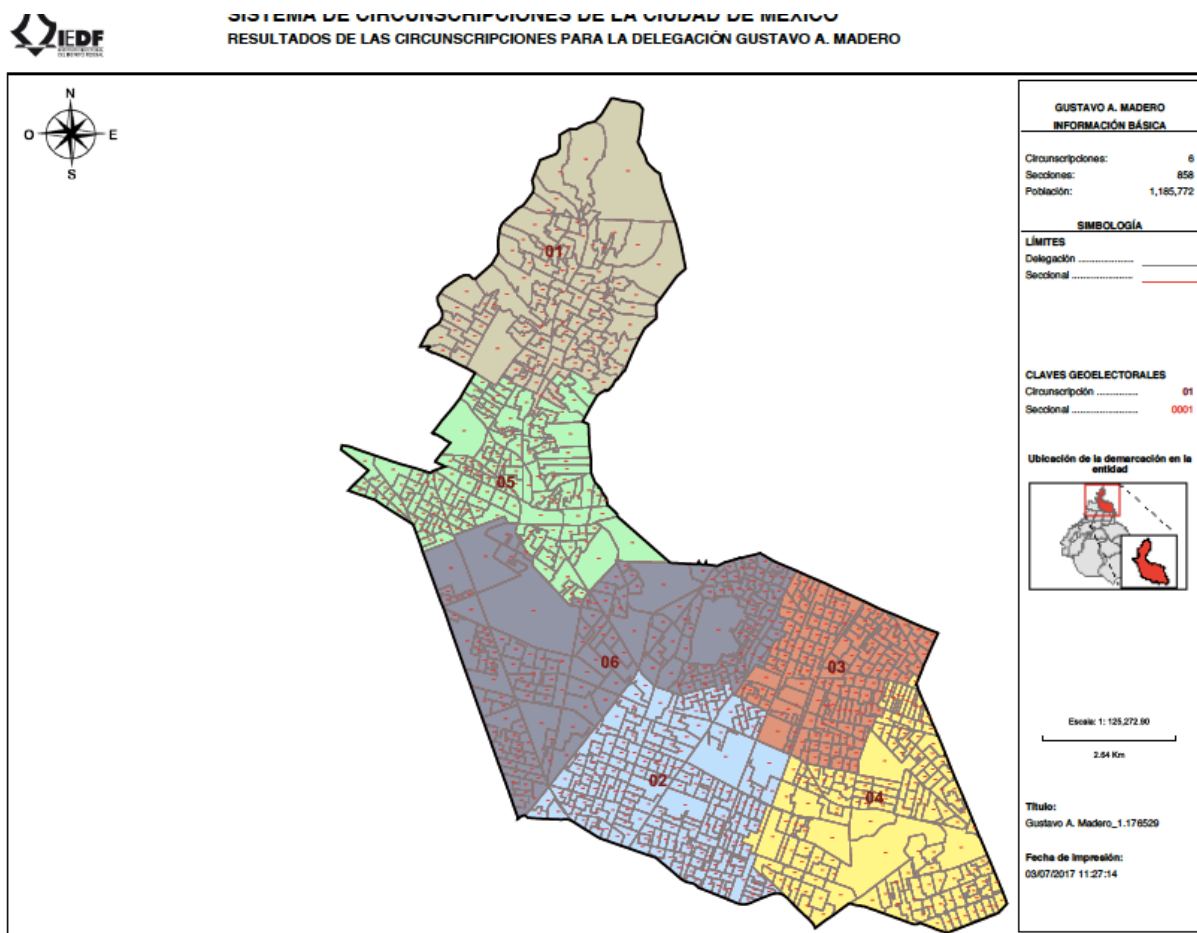 SISTEMA DE CIRCUNSCRIPCIONES DE LA CIUDAD DE MÉXICO
IEDF
RESULTADOS DE LAS CIRCUNSCRIPCIONES PARA LA DELEGACIÓN GUSTAVO A. MADERO
N
O E
S
01
05
06
03
02
04
GUSTAVO A. MADERO
INFORMACIÓN BÁSICA
Circunscripciones: 6
Secciones: 858
Población: 1,185,772
SIMBOLOGÍA
LÍMITES
Delegación
Seccional
CLAVES GEOELECTORALES
Circunscripción 01
Seccional 0001
Ubicación de la demarcación en la
entidad
Escale: 1: 125,272.90
2.64 Km
Título:
Gustavo A. Madero_1.176529
Fecha de impresión:
03/07/2017 11:27:14